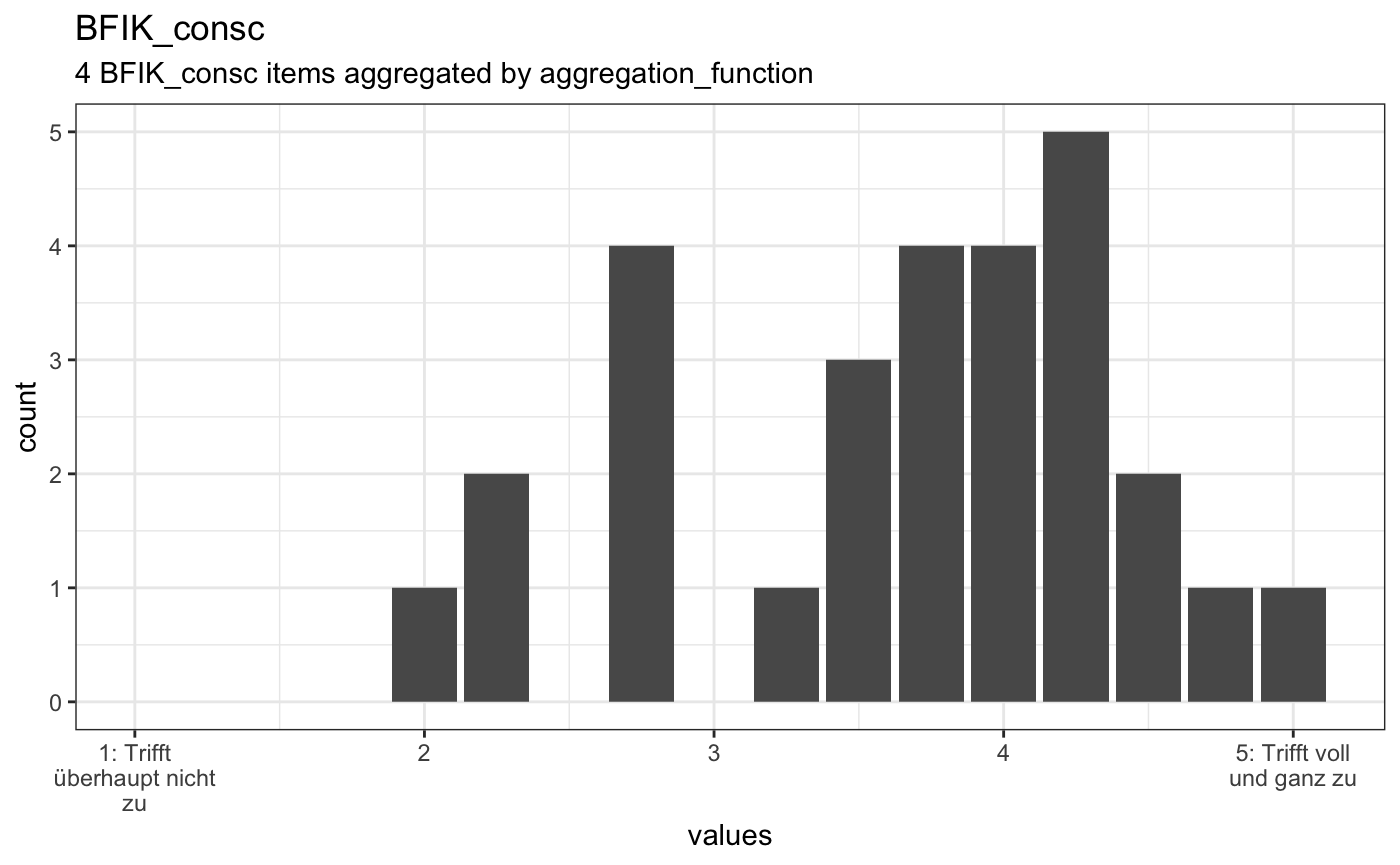 BFIK_consc
4 BFIK_consc items aggregated by aggregation_function
5
4
3
2
1
0
count
1: Trifft
überhaupt nicht
zu
2
3
4
5: Trifft voll
und ganz zu
values